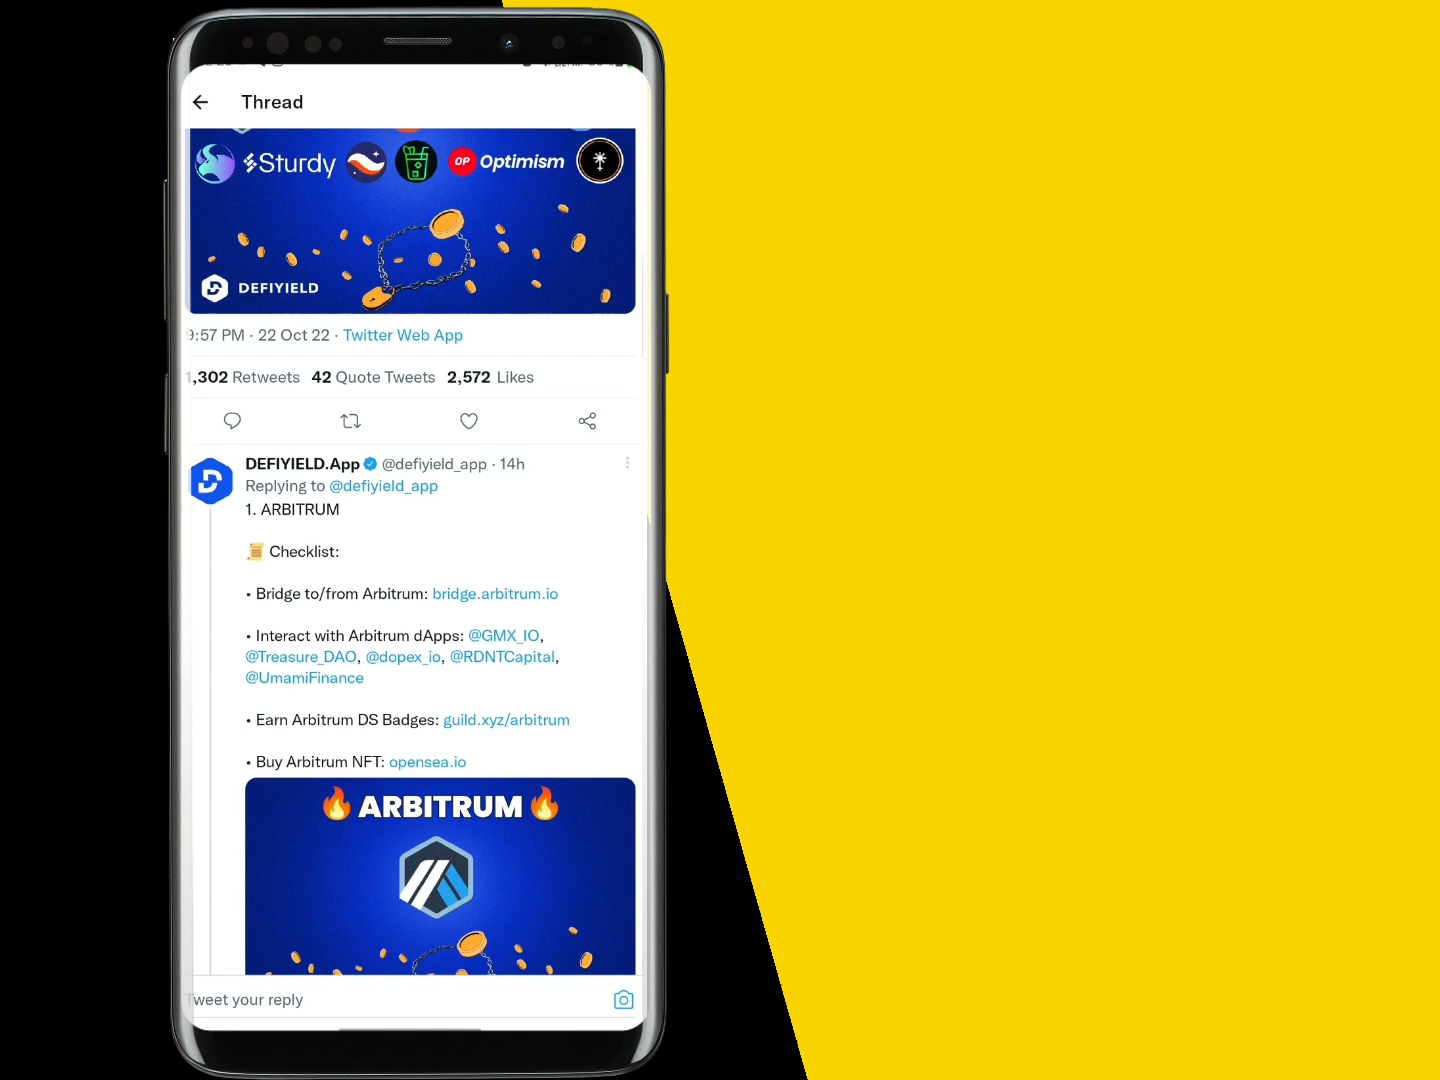 Thread
Sturdy
OP Optimism
DEFIYIELD
9:57 PM · 22 Oct 22 · Twitter Web App
1,302 Retweets 42 Quote Tweets 2,572 Likes
DEFIYIELD.App @defiyield_app · 14h
Replying to @defiyield_app
1. ARBITRUM
📜 Checklist:
• Bridge to/from Arbitrum: bridge.arbitrum.io
• Interact with Arbitrum dApps: @GMX_IO,
@Treasure_DAO, @dopex_io, @RDNTCapital,
@UmamiFinance
• Earn Arbitrum DS Badges: guild.xyz/arbitrum
• Buy Arbitrum NFT: opensea.io
🔥 ARBITRUM 🔥
Tweet your reply